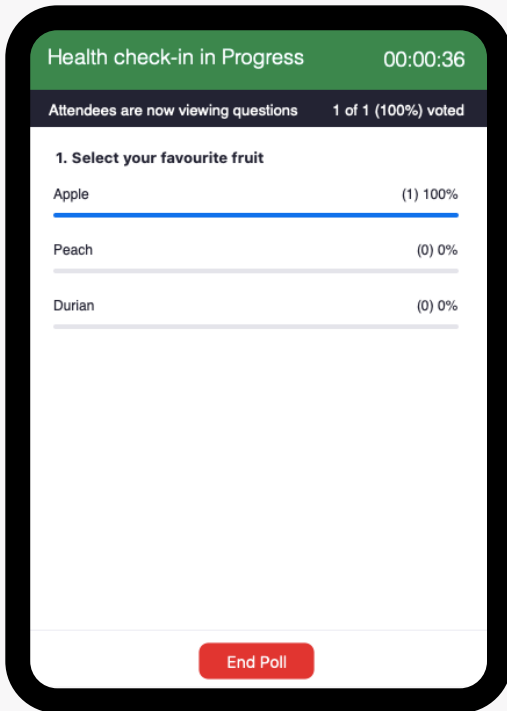 Health check-in in Progress 00:00:36
Attendees are now viewing questions 1 of 1 (100%) voted
1. Select your favourite fruit
Apple (1) 100%
Peach (0) 0%
Durian (0) 0%
End Poll